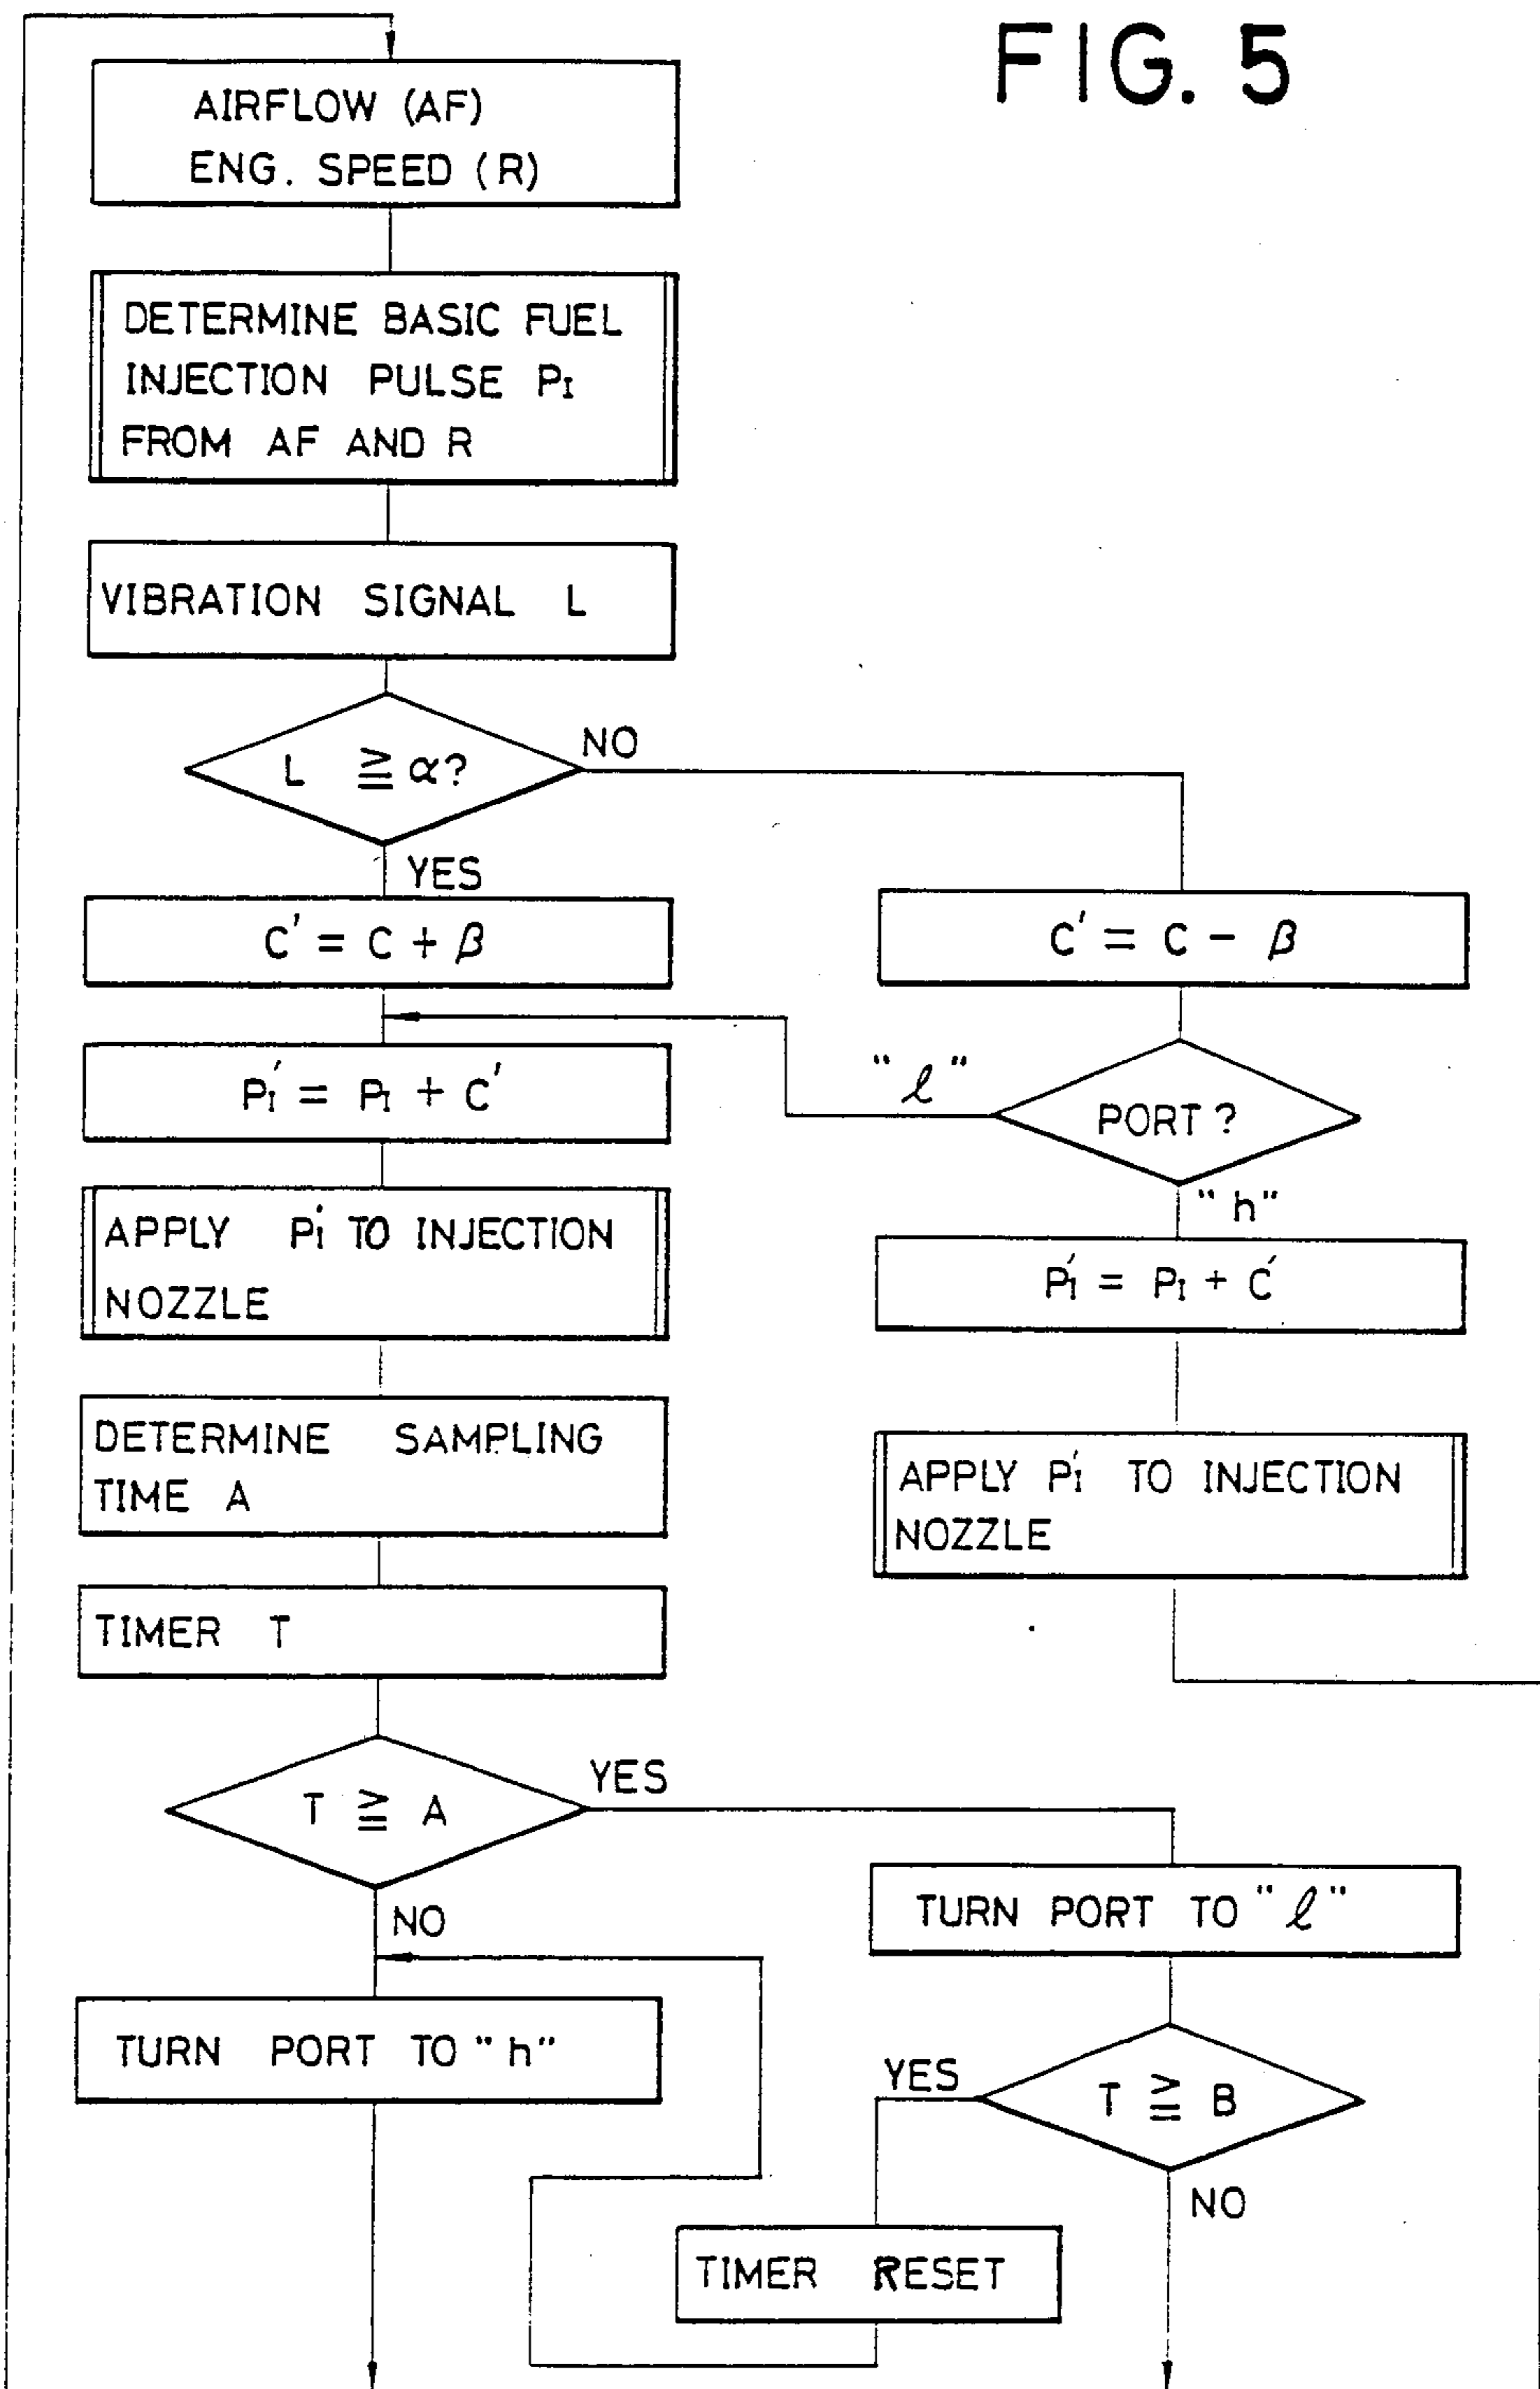 FIG. 5
AIRFLOW (AF)
ENG. SPEED (R)
DETERMINE BASIC FUEL
INJECTION PULSE PI
FROM AF AND R
VIBRATION SIGNAL L
L ≧ α?
NO
YES
C' = C + β
C' = C - β
PI' = PI + C'
"ℓ"
PORT?
"h"
APPLY PI' TO INJECTION
NOZZLE
PI' = PI + C'
DETERMINE SAMPLING
TIME A
APPLY PI' TO INJECTION
NOZZLE
TIMER T
T ≧ A
YES
NO
TURN PORT TO "ℓ"
TURN PORT TO "h"
YES
T ≧ B
NO
TIMER RESET